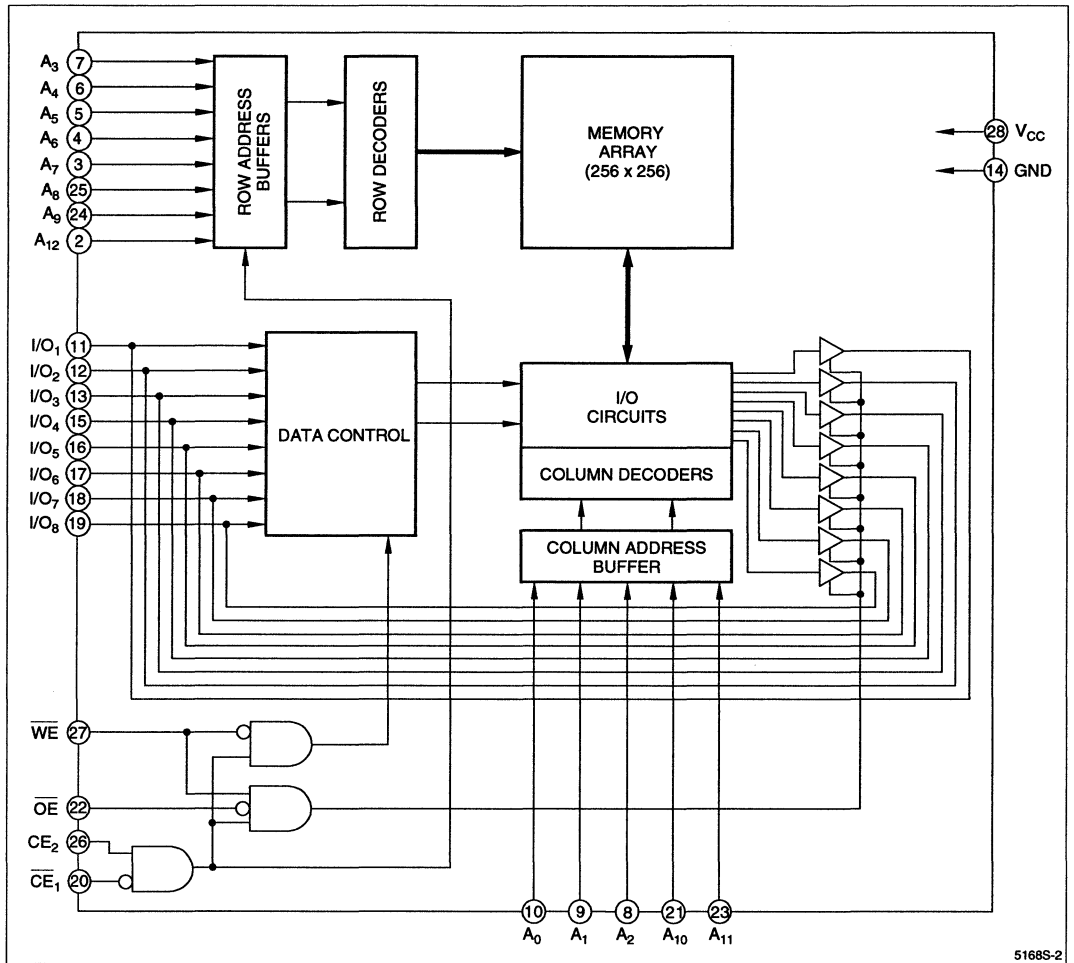 A3 7
A4 6
A5 5
A6 4
A7 3
A8 25
A9 24
A12 2
ROW ADDRESS
BUFFERS
ROW DECODERS
MEMORY
ARRAY
(256 x 256)
28 VCC
14 GND
I/O1 11
I/O2 12
I/O3 13
I/O4 15
I/O5 16
I/O6 17
I/O7 18
I/O8 19
DATA CONTROL
I/O
CIRCUITS
COLUMN DECODERS
COLUMN ADDRESS
BUFFER
W̅E̅ 27
O̅E̅ 22
CE2 26
C̅E̅1 20
10 9 8 21 23
A0 A1 A2 A10 A11
5168S-2